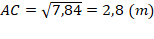 AC = √7,84 = 2,8 (m)